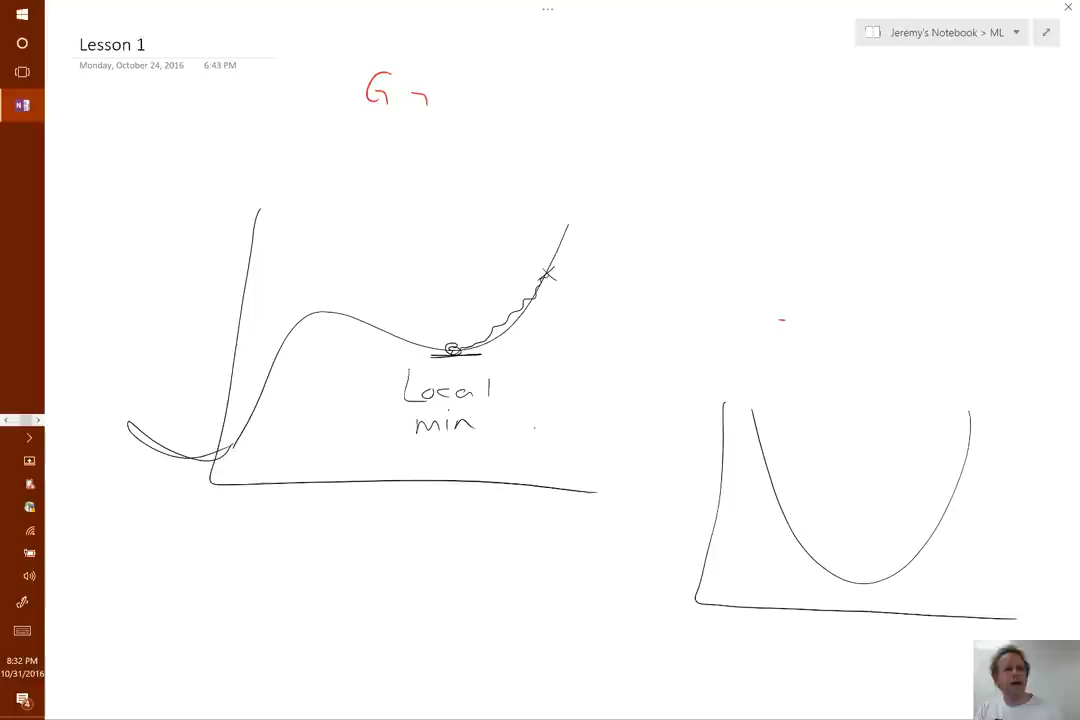 Lesson 1
Jeremy's Notebook > ML
Monday, October 24, 2016 6:43 PM
G
Local
min
8:32 PM
10/31/2016
4